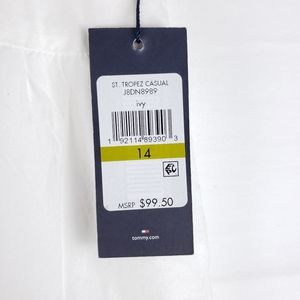 ST. TROPEZ CASUAL
J8DN8989
ivy
1 92114 89390 3
14
MSRP $99.50
tommy.com